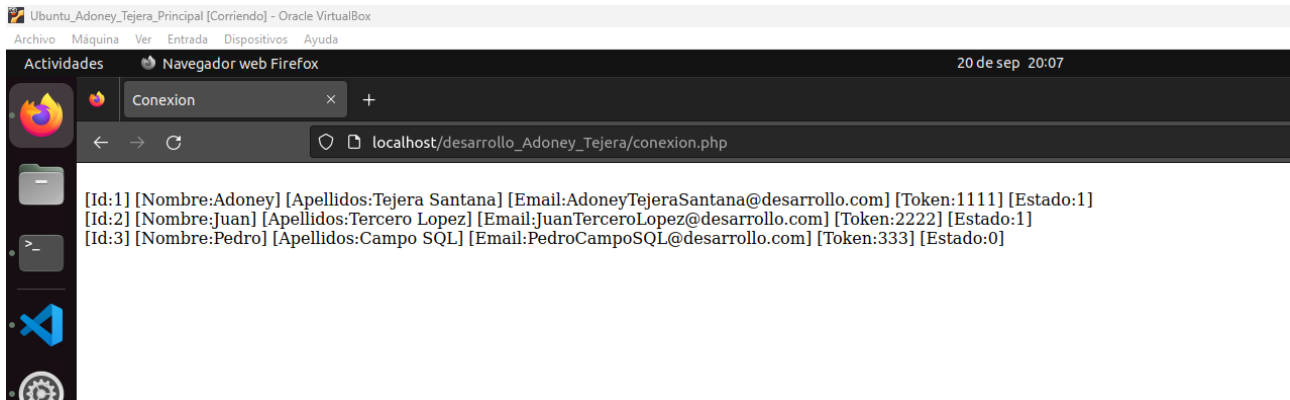 Ubuntu_Adoney_Tejera_Principal [Corriendo] - Oracle VirtualBox
Archivo Máquina Ver Entrada Dispositivos Ayuda
Actividades Navegador web Firefox 20 de sep 20:07
Conexion
localhost/desarrollo_Adoney_Tejera/conexion.php
[Id:1] [Nombre:Adoney] [Apellidos:Tejera Santana] [Email:AdoneyTejeraSantana@desarrollo.com] [Token:1111] [Estado:1]
[Id:2] [Nombre:Juan] [Apellidos:Tercero Lopez] [Email:JuanTerceroLopez@desarrollo.com] [Token:2222] [Estado:1]
[Id:3] [Nombre:Pedro] [Apellidos:Campo SQL] [Email:PedroCampoSQL@desarrollo.com] [Token:333] [Estado:0]